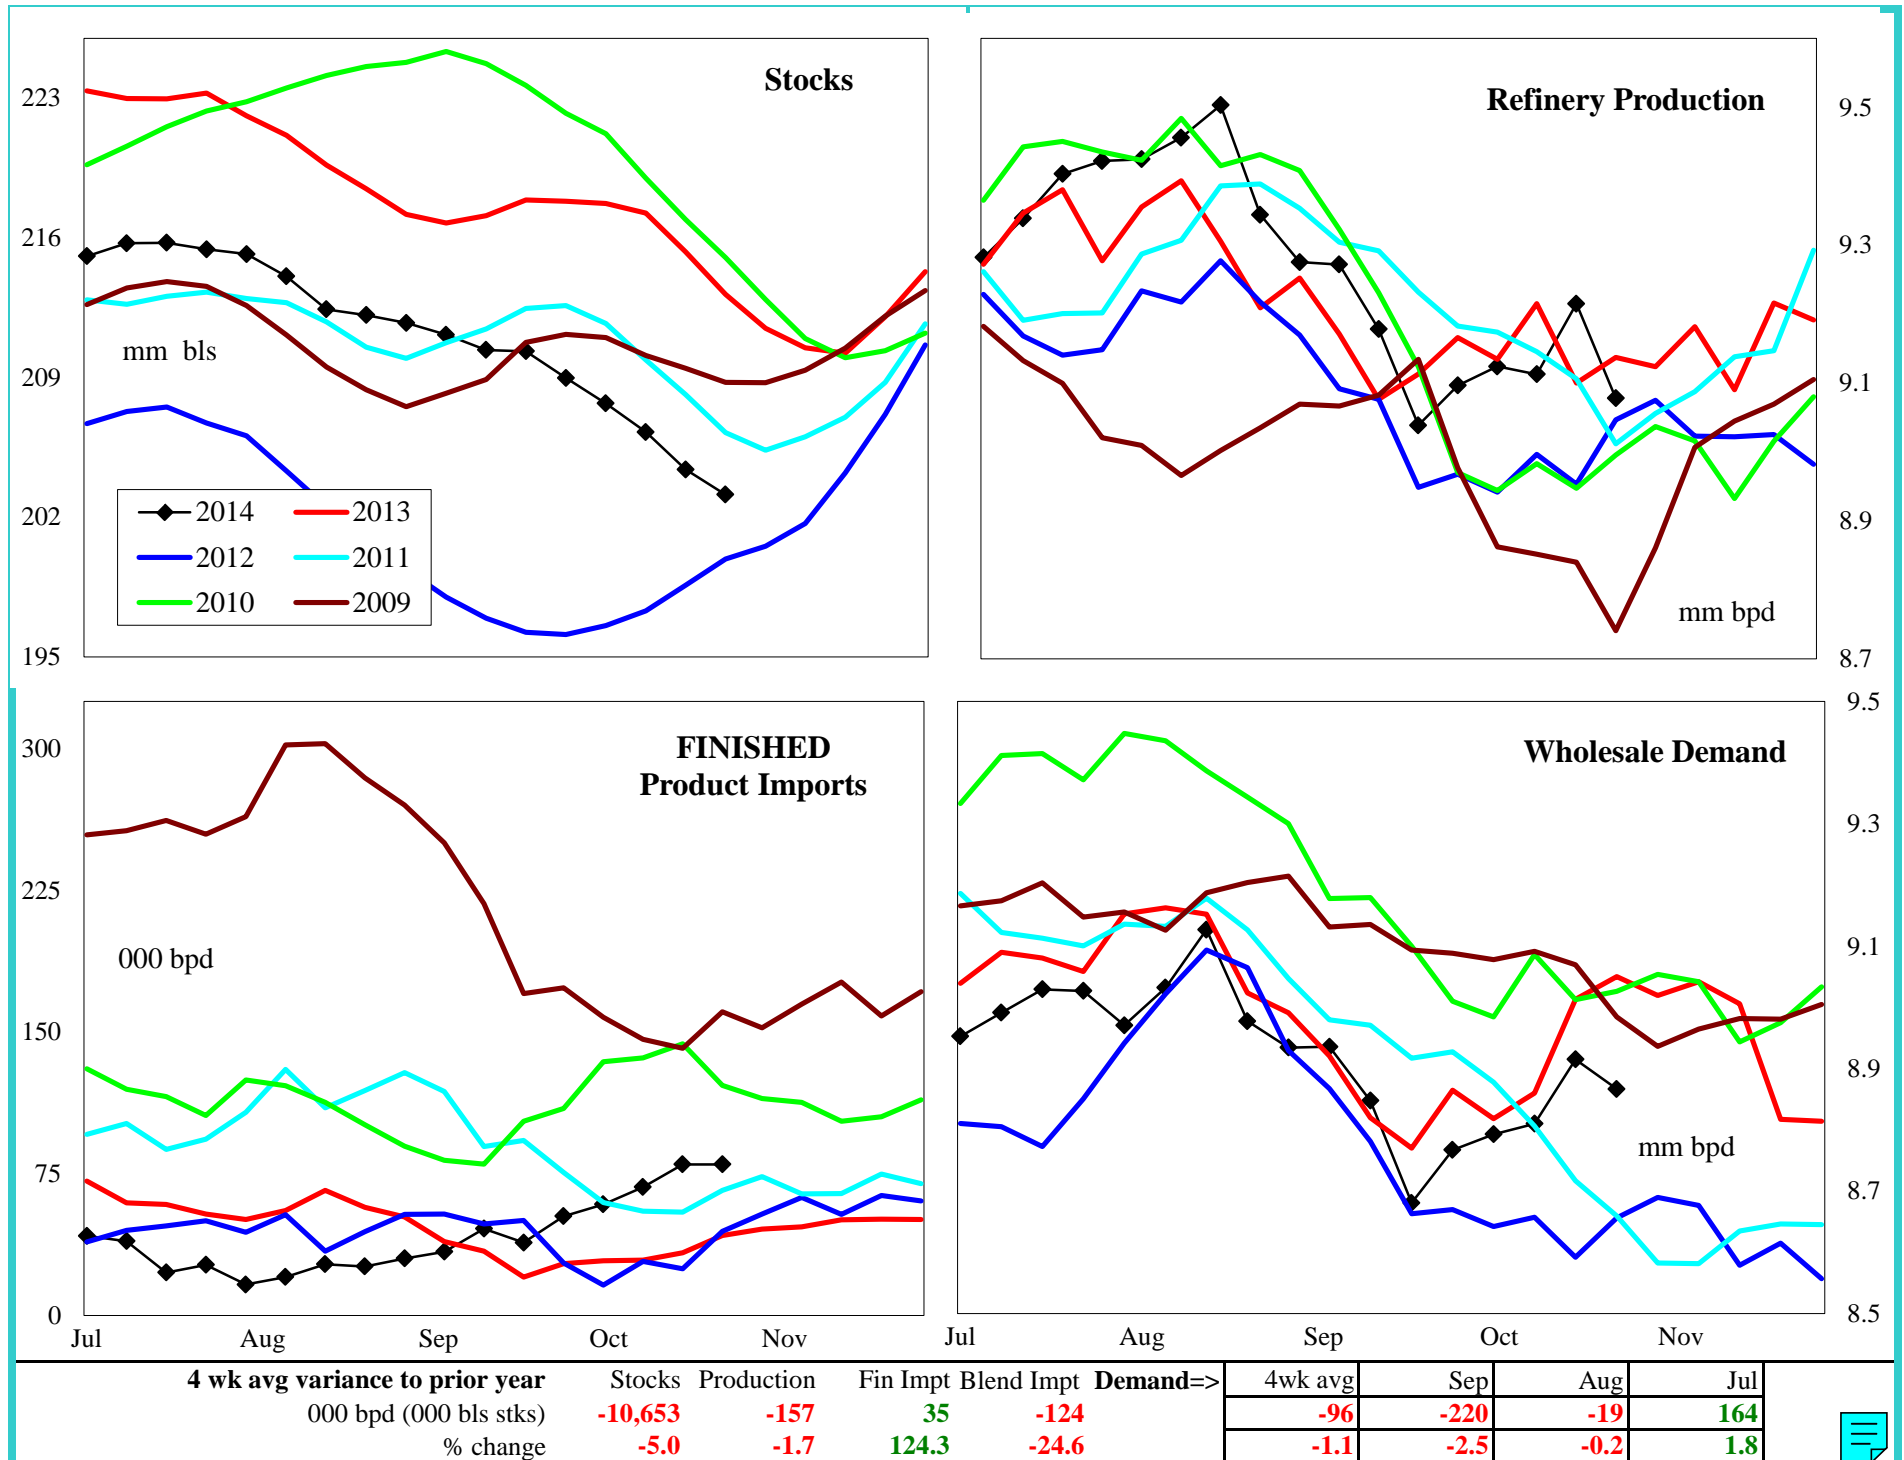 Stocks
223
216
209
202
195
mm bls
2014
2013
2012
2011
2010
2009
Refinery Production
9.5
9.3
9.1
8.9
8.7
mm bpd
FINISHED
Product Imports
300
225
150
75
0
000 bpd
Jul Aug Sep Oct Nov
Wholesale Demand
9.5
9.3
9.1
8.9
8.7
8.5
mm bpd
Jul Aug Sep Oct Nov
4 wk avg variance to prior year Stocks Production Fin Impt Blend Impt Demand=> 4wk avg Sep Aug Jul
000 bpd (000 bls stks) -10,653 -157 35 -124 -96 -220 -19 164
% change -5.0 -1.7 124.3 -24.6 -1.1 -2.5 -0.2 1.8